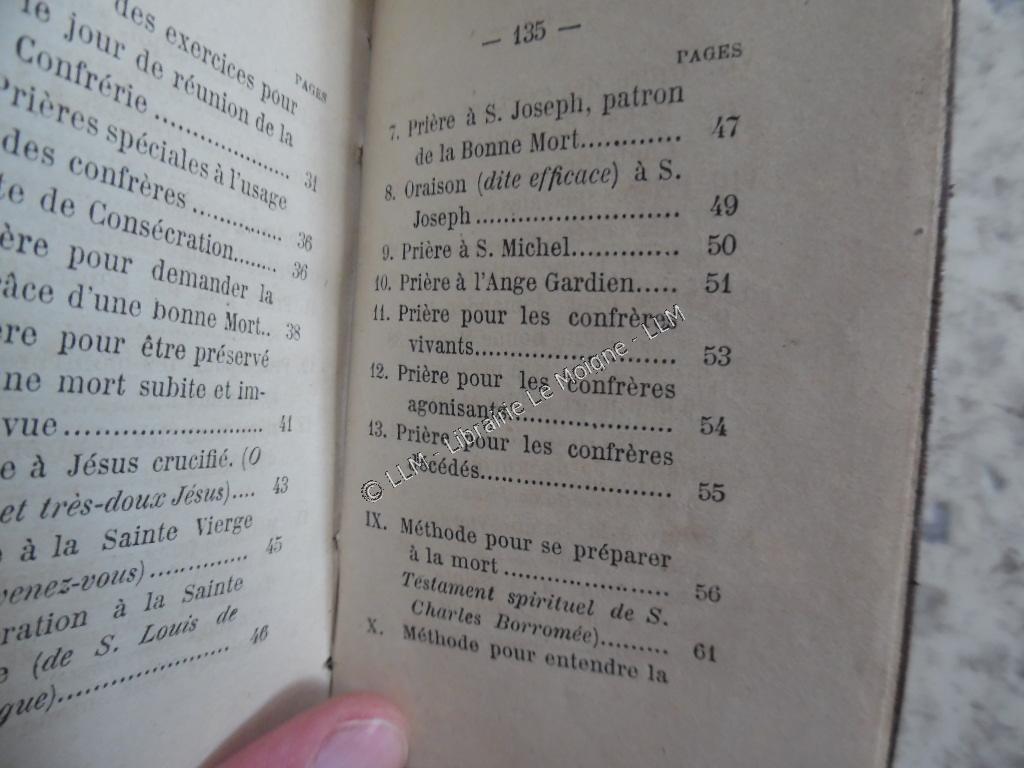 des exercices pour
jour de réunion de la
PAGES
Confrérie .................... 31
Prières spéciales à l'usage
des confrères .............. 36
de Consécration........ 36
pour demander la
d'une bonne Mort.. 38
pour être préservé
ne mort subite et im-
vue .......................... 41
à Jésus crucifié. (O
et très-doux Jésus).... 43
à la Sainte Vierge
venez-vous) .............. 45
à la Sainte
(de S. Louis de
gue)........................ 46
— 135 —
PAGES
7. Prière à S. Joseph, patron
de la Bonne Mort............ 47
8. Oraison (dite efficace) à S.
Joseph .......................... 49
9. Prière à S. Michel............. 50
10. Prière à l'Ange Gardien..... 51
11. Prière pour les confrères
vivants......................... 53
12. Prière pour les confrères
agonisants..................... 54
13. Prière pour les confrères
décédés........................ 55
IX. Méthode pour se préparer
à la mort ..................... 56
Testament spirituel de S.
Charles Borromée)......... 61
X. Méthode pour entendre la
© LLM - Librairie Le Moigne - LLM